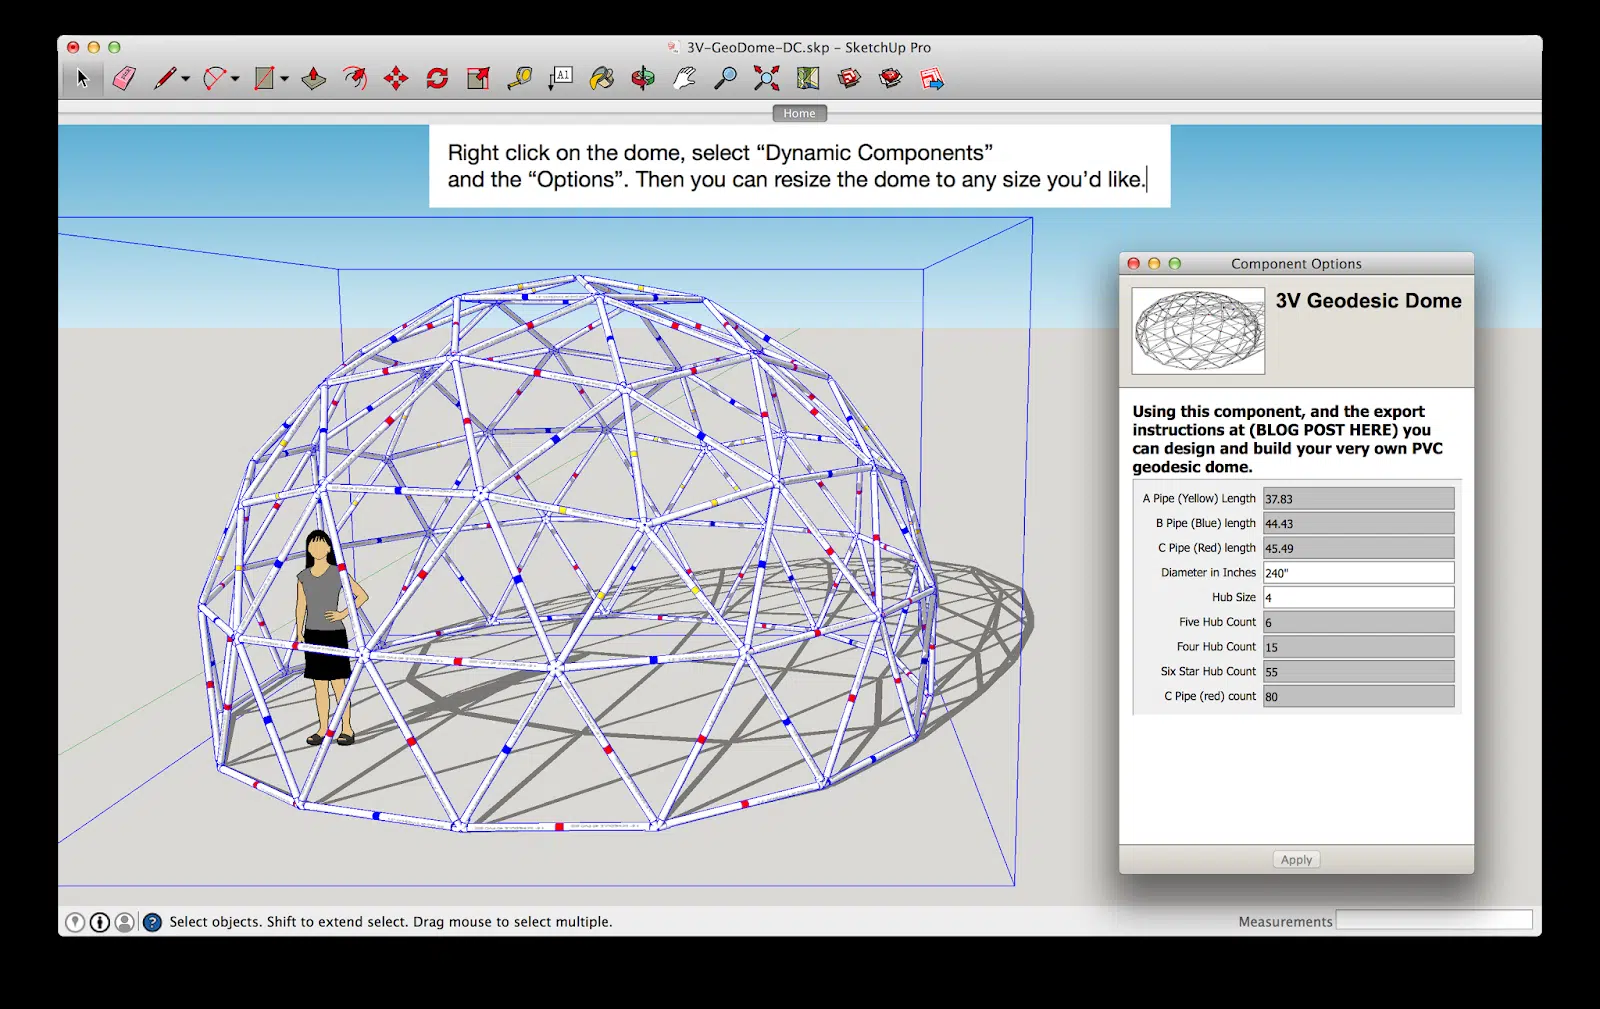 3V-GeoDome-DC.skp – SketchUp Pro
A1
Home
Right click on the dome, select “Dynamic Components”
and the “Options”. Then you can resize the dome to any size you’d like.
Component Options
3V Geodesic Dome
Using this component, and the export
instructions at (BLOG POST HERE) you
can design and build your very own PVC
geodesic dome.
A Pipe (Yellow) Length 37.83
B Pipe (Blue) length 44.43
C Pipe (Red) length 45.49
Diameter in Inches 240"
Hub Size 4
Five Hub Count 6
Four Hub Count 15
Six Star Hub Count 55
C Pipe (red) count 80
Apply
? Select objects. Shift to extend select. Drag mouse to select multiple.
Measurements